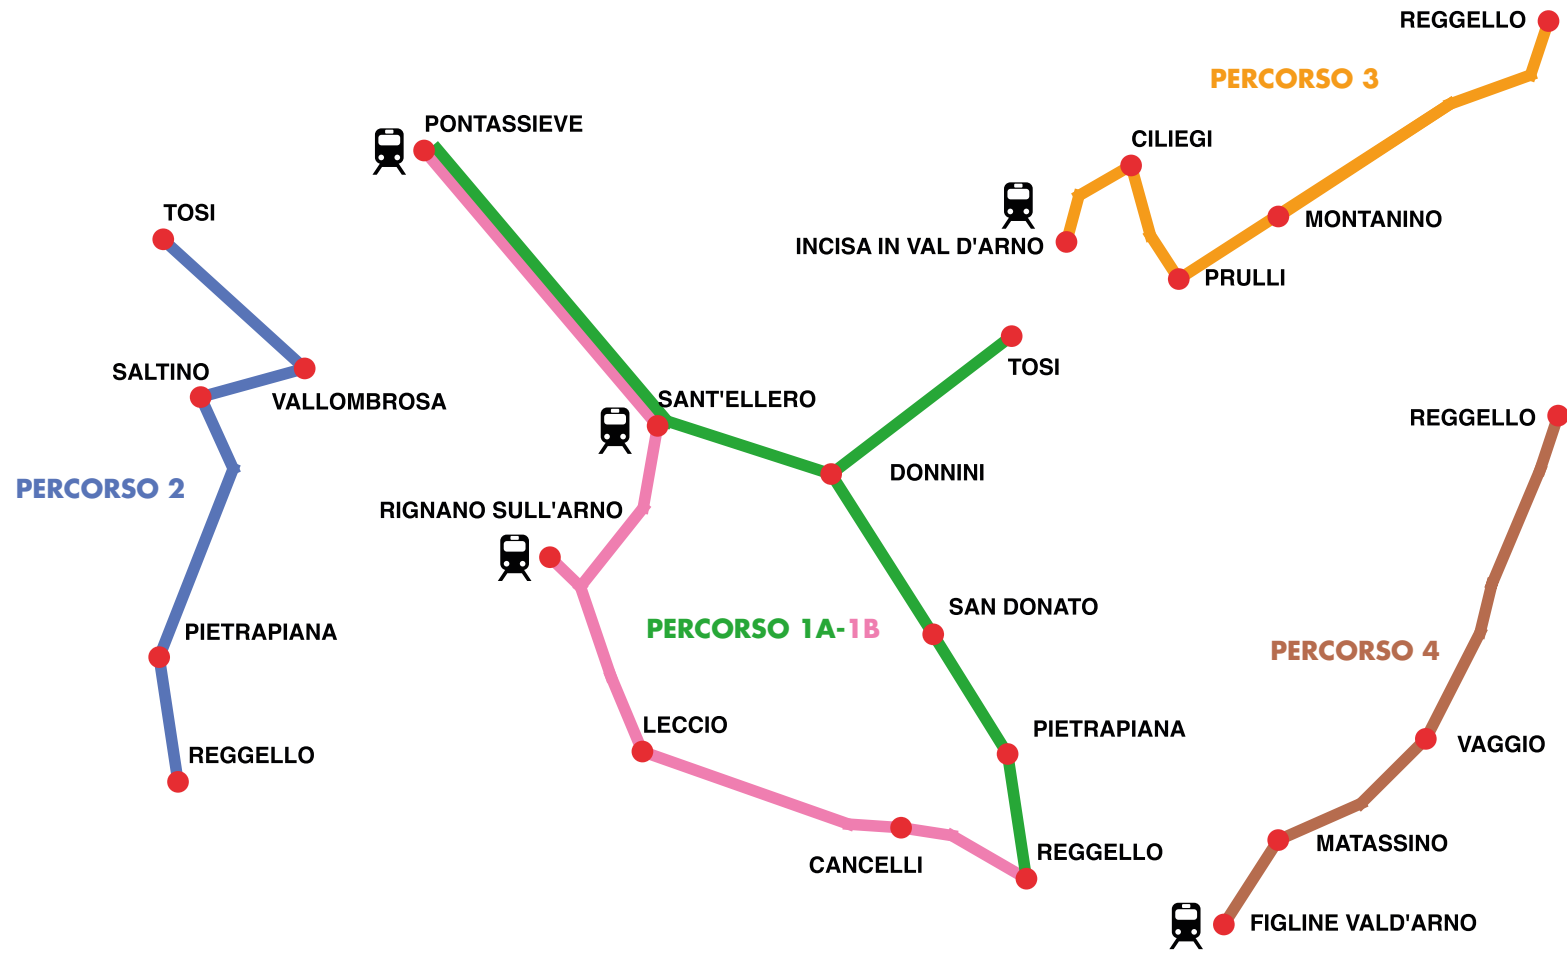 REGGELLO
PERCORSO 3
PONTASSIEVE
CILIEGI
TOSI
MONTANINO
INCISA IN VAL D'ARNO
PRULLI
TOSI
SALTINO
VALLOMBROSA
SANT'ELLERO
REGGELLO
DONNINI
PERCORSO 2
RIGNANO SULL'ARNO
SAN DONATO
PERCORSO 1A-1B
PIETRAPIANA
PERCORSO 4
LECCIO
PIETRAPIANA
VAGGIO
REGGELLO
MATASSINO
REGGELLO
CANCELLI
FIGLINE VALD'ARNO